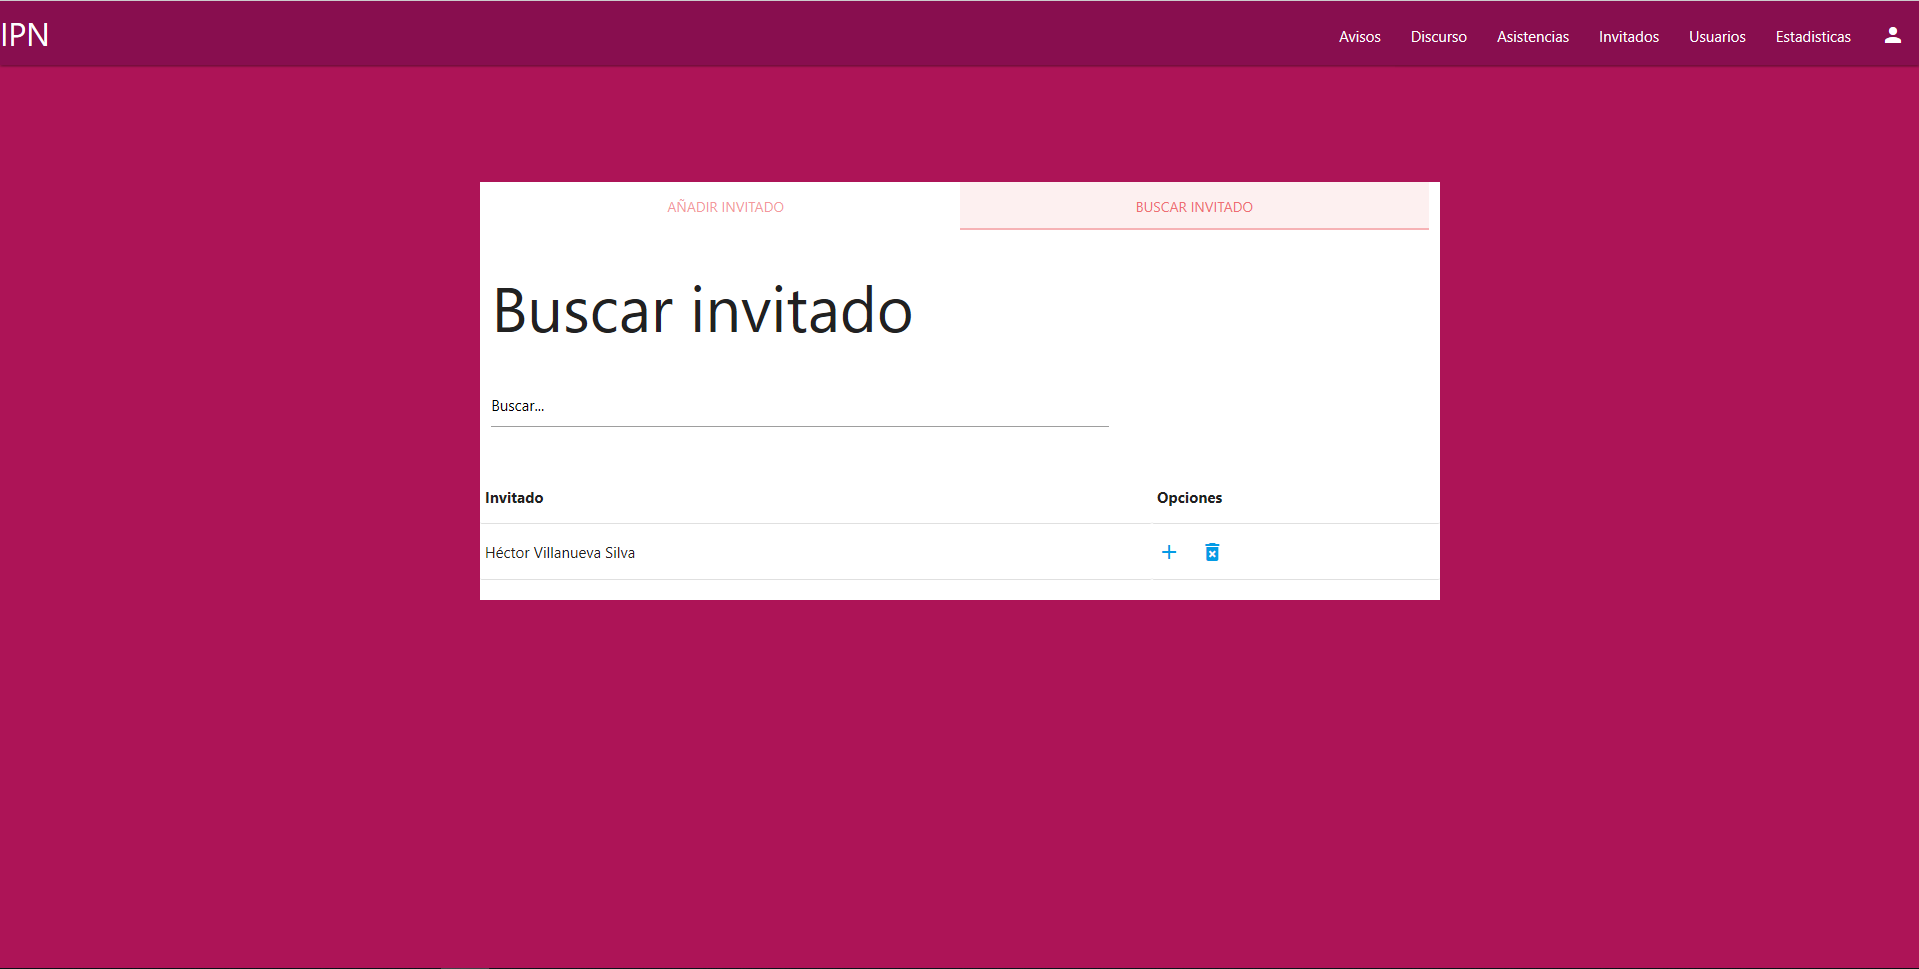 IPN
Avisos Discurso Asistencias Invitados Usuarios Estadisticas
AÑADIR INVITADO BUSCAR INVITADO
Buscar invitado
Buscar...
Invitado Opciones
Héctor Villanueva Silva